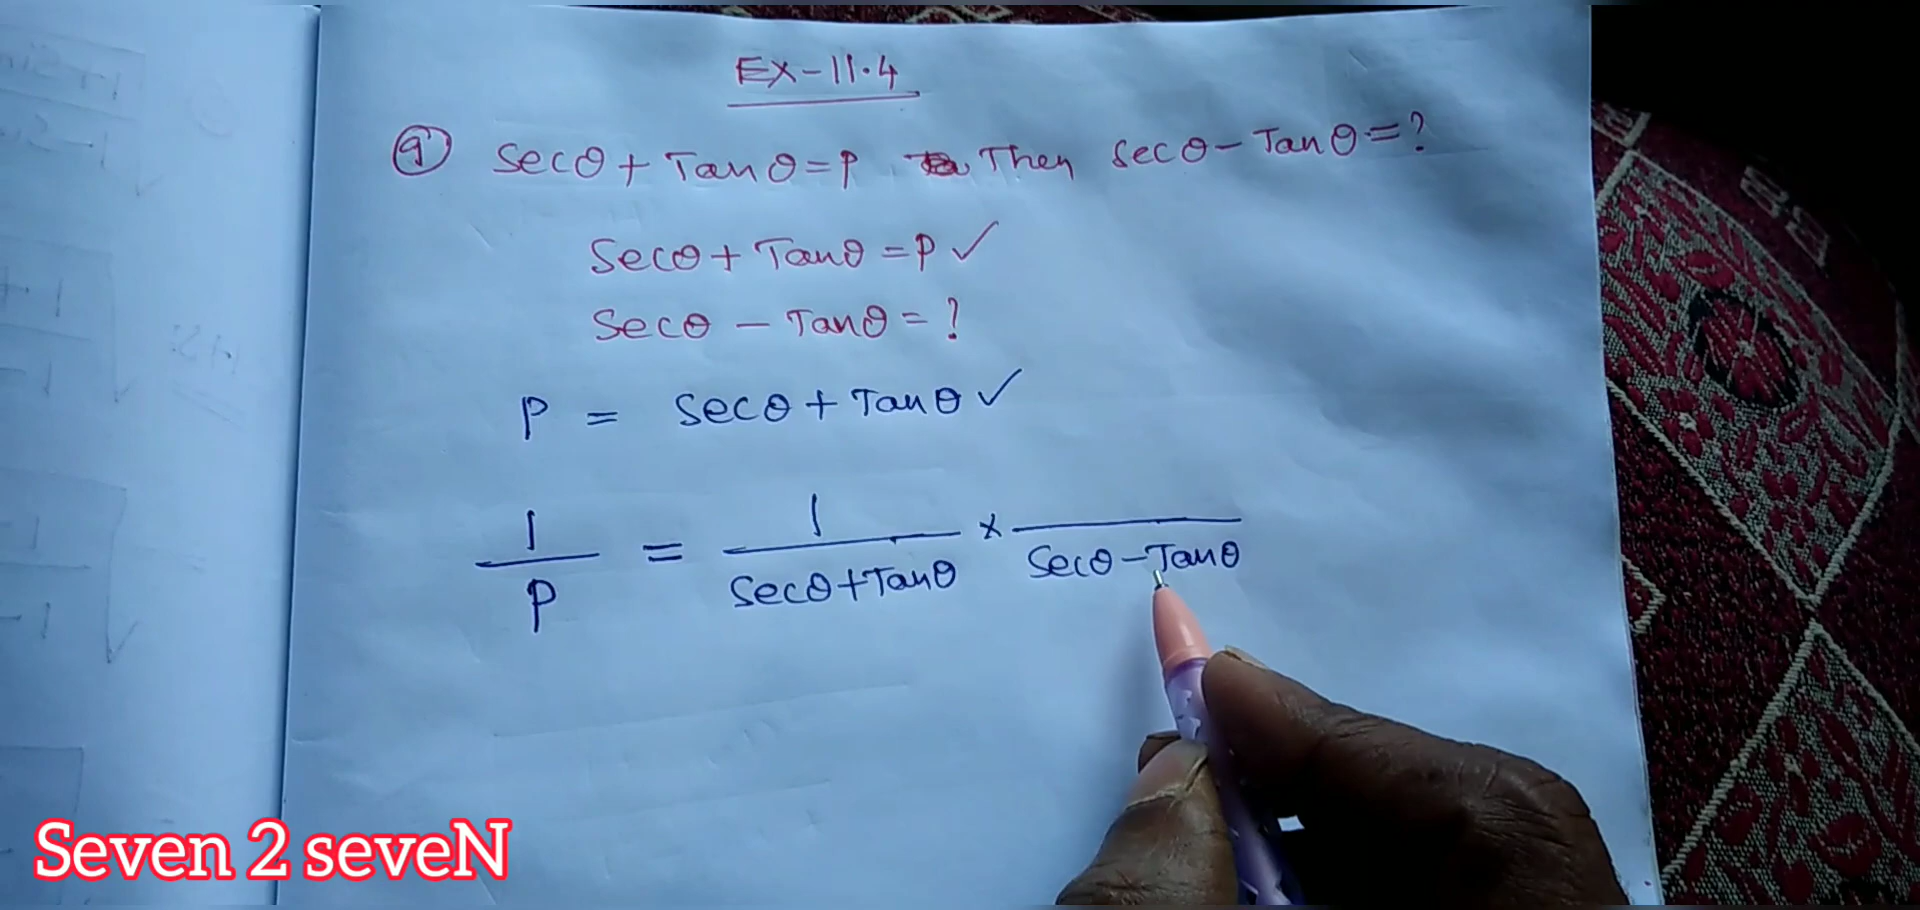 Ex-11.4
9) secθ + Tanθ = P Then secθ - Tanθ = ?
Secθ + Tanθ = P ✓
Secθ - Tanθ = ?
P = Secθ + Tanθ ✓
1/P = 1/(Secθ+Tanθ) × /(Secθ-Tanθ)
Seven 2 seveN